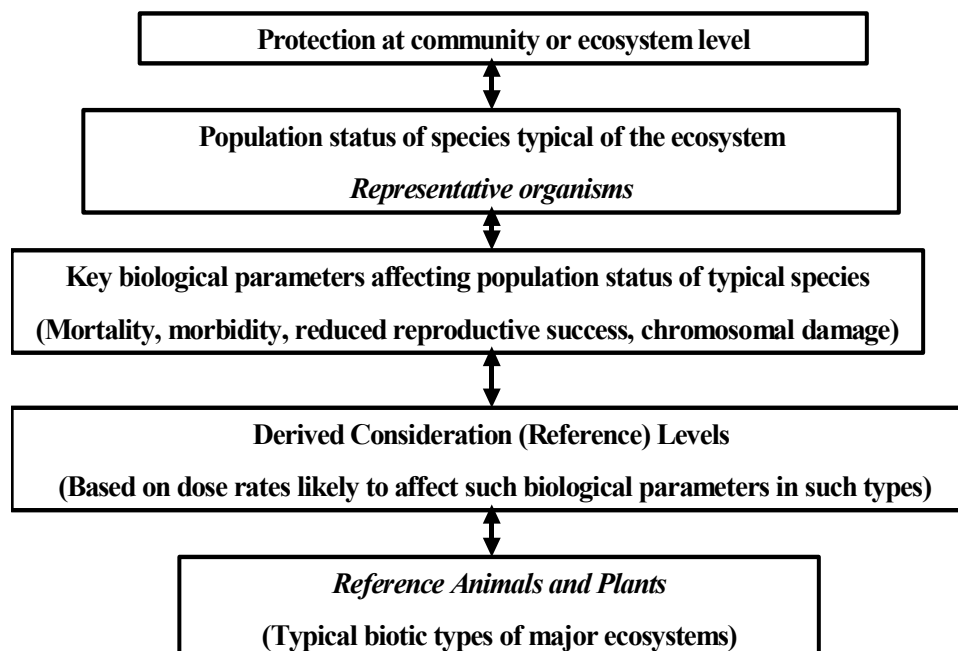 Protection at community or ecosystem level
Population status of species typical of the ecosystem
Representative organisms
Key biological parameters affecting population status of typical species
(Mortality, morbidity, reduced reproductive success, chromosomal damage)
Derived Consideration (Reference) Levels
(Based on dose rates likely to affect such biological parameters in such types)
Reference Animals and Plants
(Typical biotic types of major ecosystems)